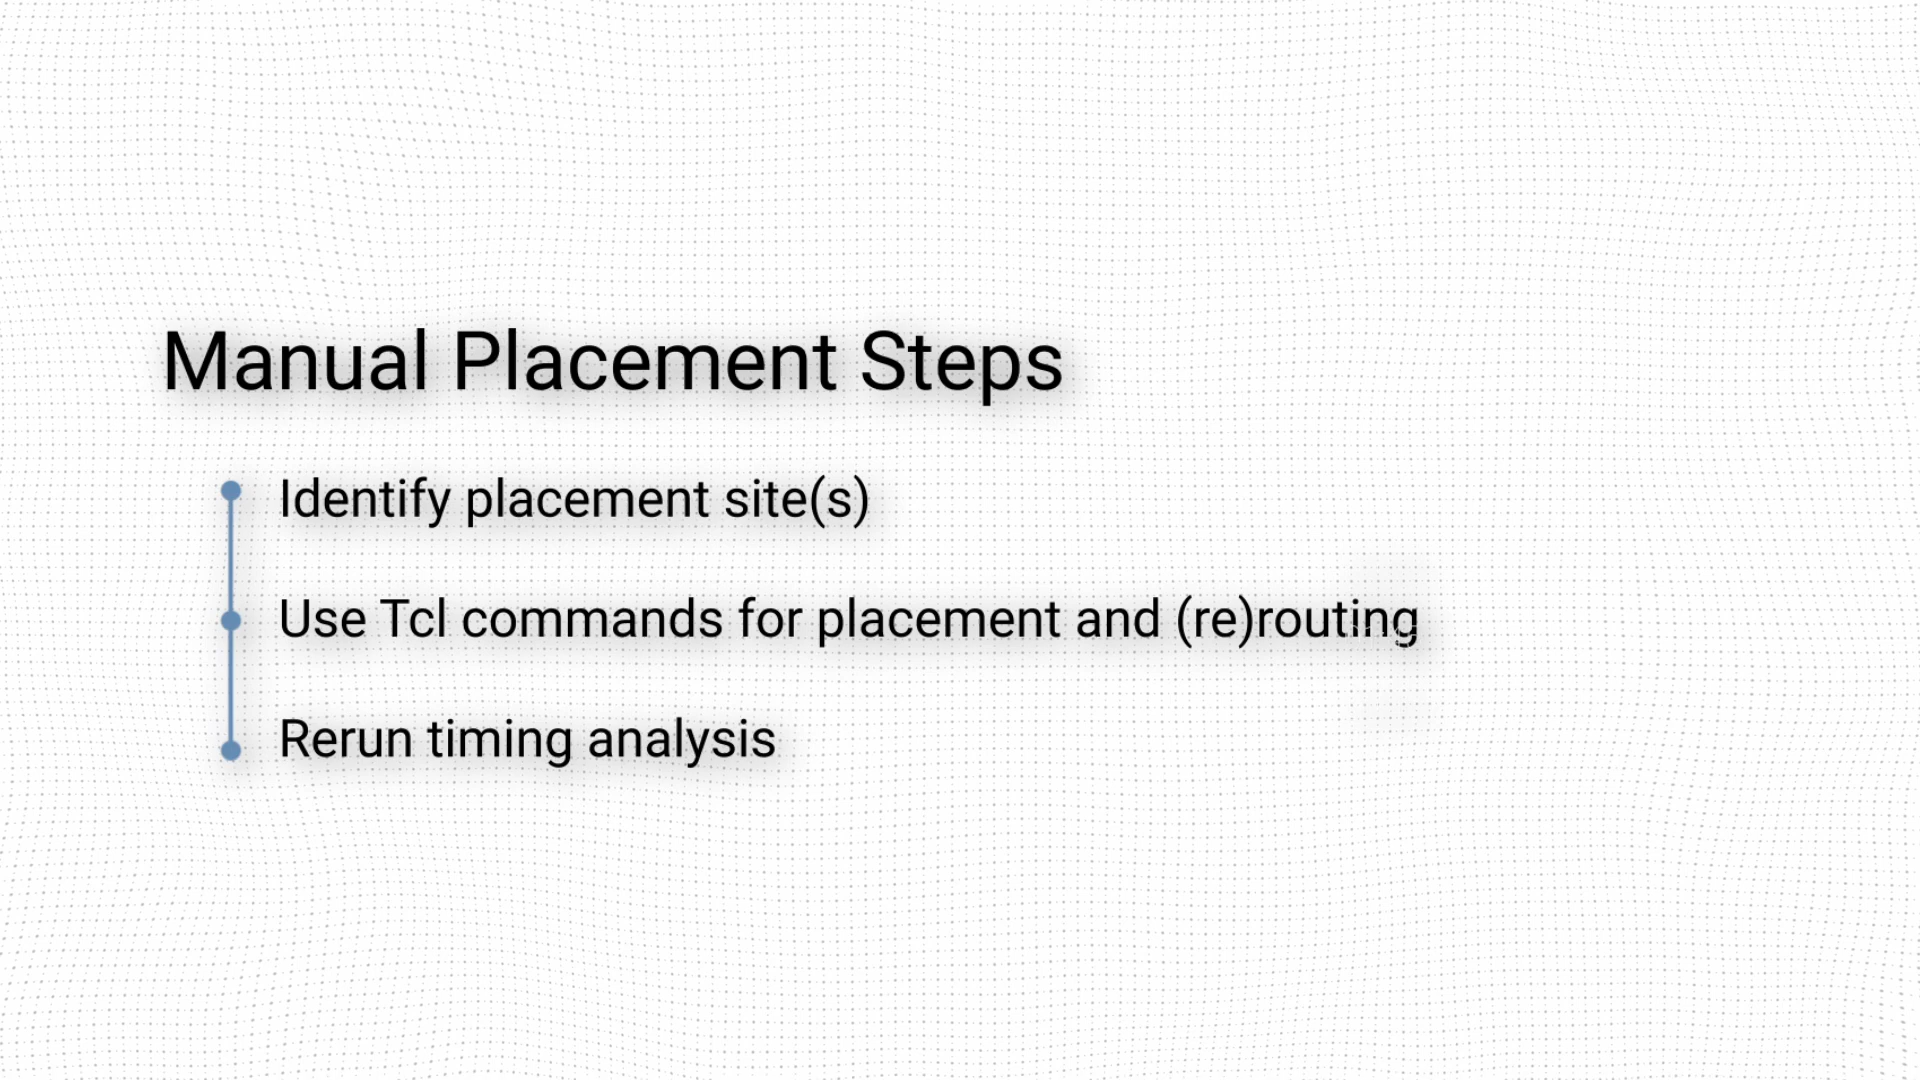 Manual Placement Steps
Identify placement site(s)
Use Tcl commands for placement and (re)routing
Rerun timing analysis